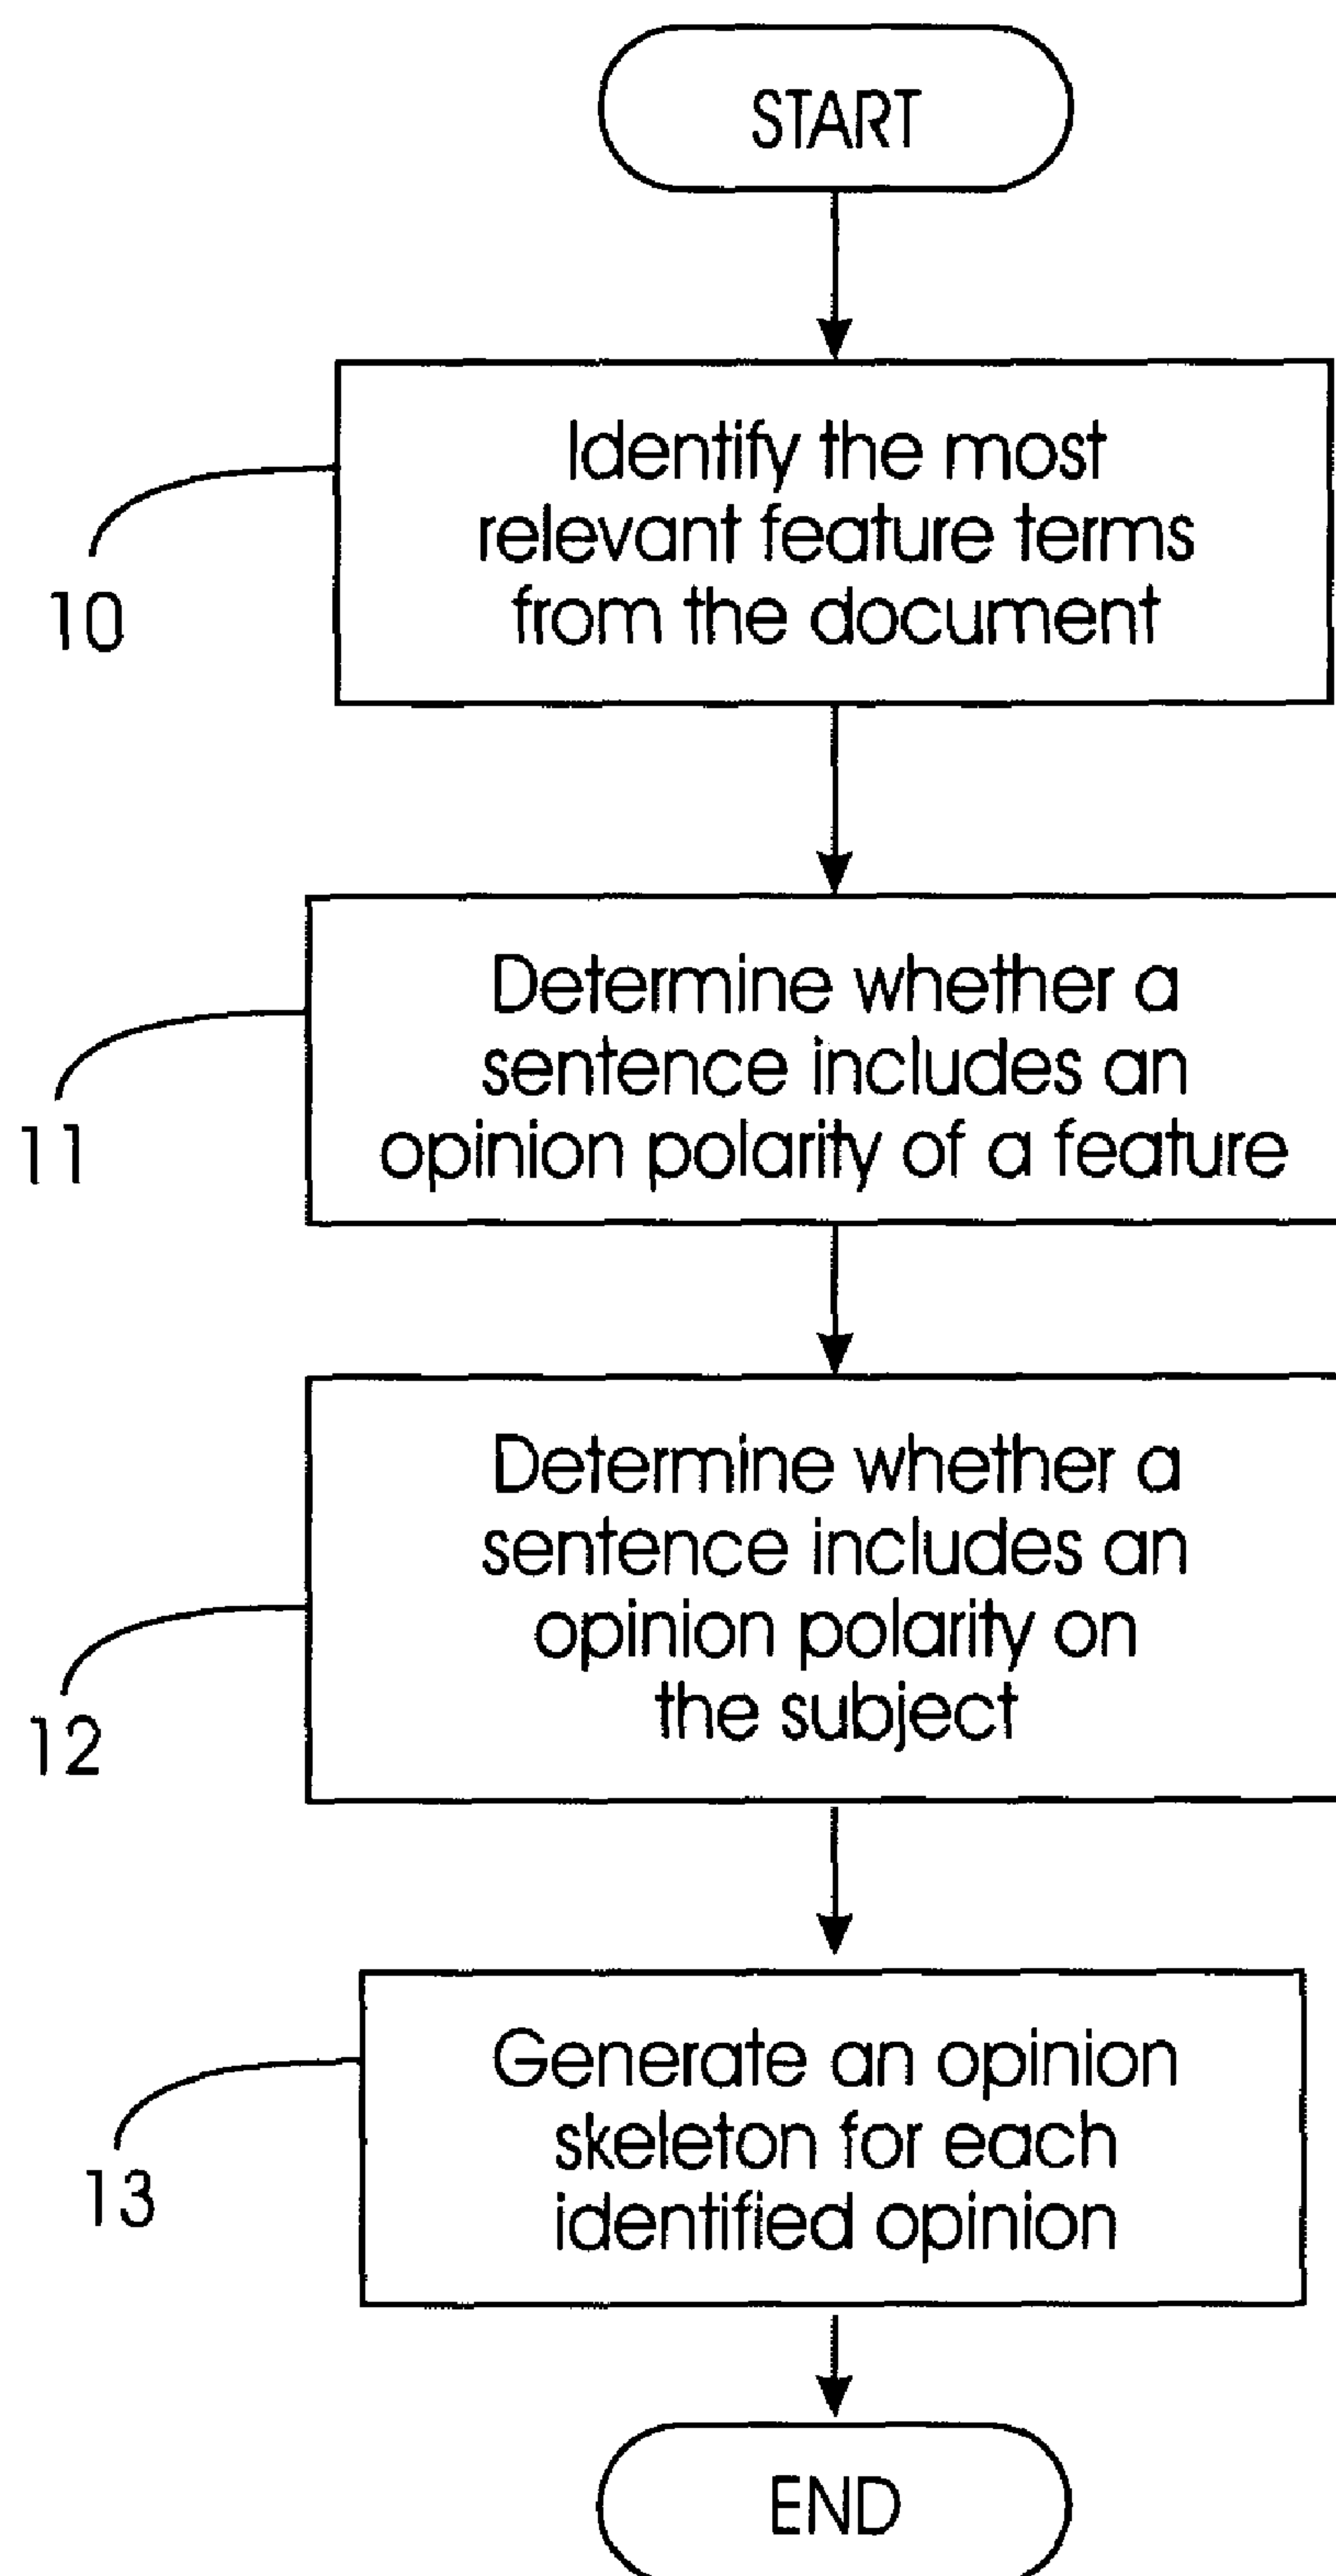 START
Identify the most
relevant feature terms
from the document
10
Determine whether a
sentence includes an
opinion polarity of a feature
11
Determine whether a
sentence includes an
opinion polarity on
the subject
12
Generate an opinion
skeleton for each
identified opinion
13
END